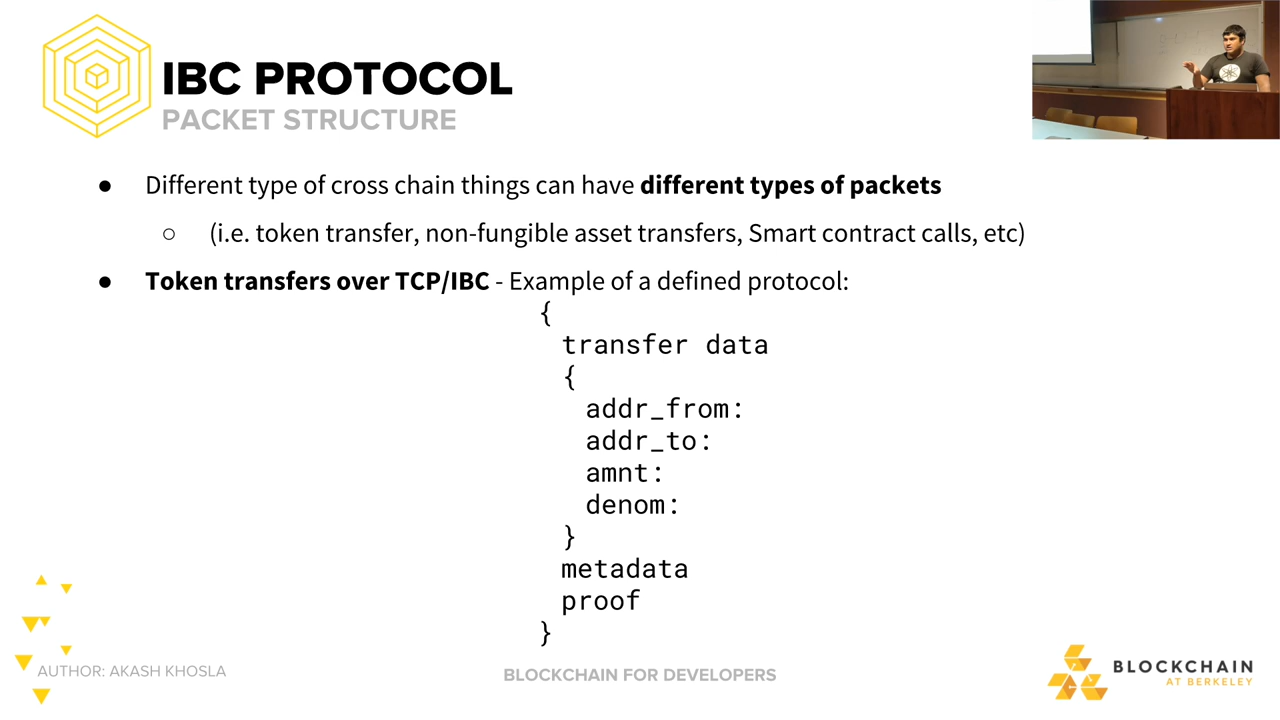 IBC PROTOCOL
PACKET STRUCTURE
● Different type of cross chain things can have different types of packets
○ (i.e. token transfer, non-fungible asset transfers, Smart contract calls, etc)
● Token transfers over TCP/IBC - Example of a defined protocol:
{
transfer data
{
addr_from:
addr_to:
amnt:
denom:
}
metadata
proof
}
AUTHOR: AKASH KHOSLA
BLOCKCHAIN FOR DEVELOPERS
BLOCKCHAIN
AT BERKELEY